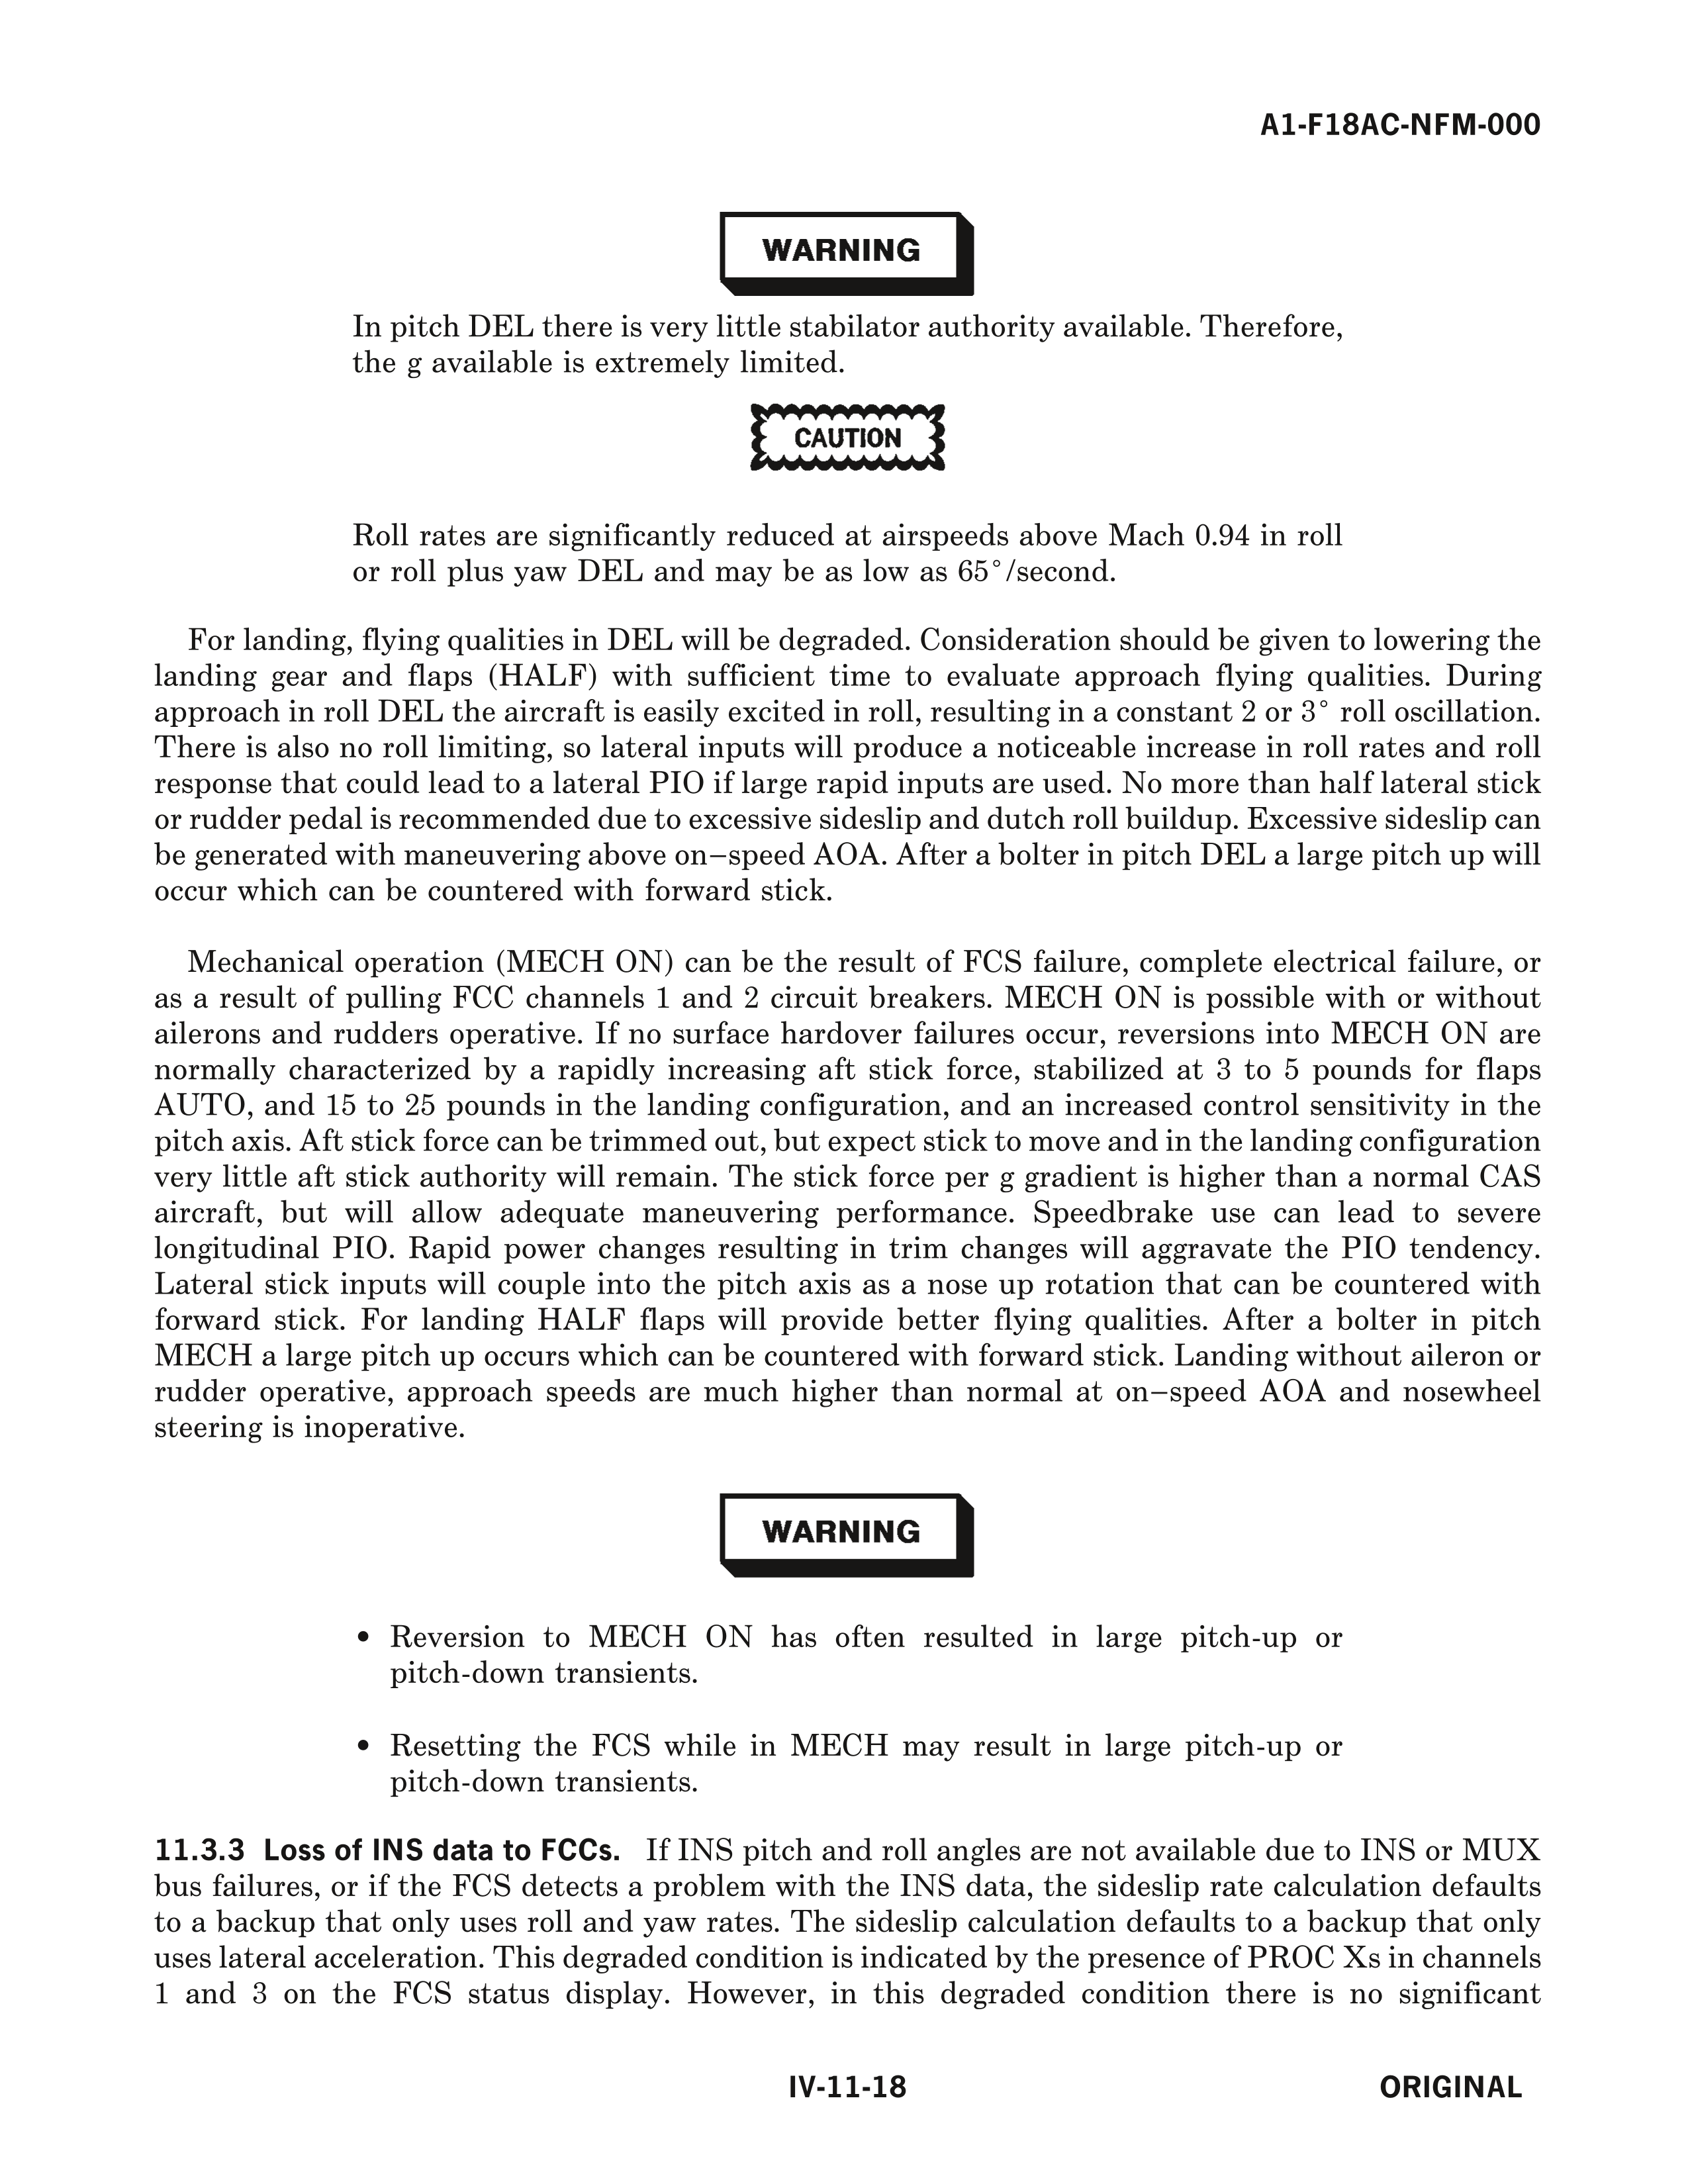 A1-F18AC-NFM-000
WARNING
In pitch DEL there is very little stabilator authority available. Therefore,
the g available is extremely limited.
CAUTION
Roll rates are significantly reduced at airspeeds above Mach 0.94 in roll
or roll plus yaw DEL and may be as low as 65°/second.
For landing, flying qualities in DEL will be degraded. Consideration should be given to lowering the
landing gear and flaps (HALF) with sufficient time to evaluate approach flying qualities. During
approach in roll DEL the aircraft is easily excited in roll, resulting in a constant 2 or 3° roll oscillation.
There is also no roll limiting, so lateral inputs will produce a noticeable increase in roll rates and roll
response that could lead to a lateral PIO if large rapid inputs are used. No more than half lateral stick
or rudder pedal is recommended due to excessive sideslip and dutch roll buildup. Excessive sideslip can
be generated with maneuvering above on−speed AOA. After a bolter in pitch DEL a large pitch up will
occur which can be countered with forward stick.
Mechanical operation (MECH ON) can be the result of FCS failure, complete electrical failure, or
as a result of pulling FCC channels 1 and 2 circuit breakers. MECH ON is possible with or without
ailerons and rudders operative. If no surface hardover failures occur, reversions into MECH ON are
normally characterized by a rapidly increasing aft stick force, stabilized at 3 to 5 pounds for flaps
AUTO, and 15 to 25 pounds in the landing configuration, and an increased control sensitivity in the
pitch axis. Aft stick force can be trimmed out, but expect stick to move and in the landing configuration
very little aft stick authority will remain. The stick force per g gradient is higher than a normal CAS
aircraft, but will allow adequate maneuvering performance. Speedbrake use can lead to severe
longitudinal PIO. Rapid power changes resulting in trim changes will aggravate the PIO tendency.
Lateral stick inputs will couple into the pitch axis as a nose up rotation that can be countered with
forward stick. For landing HALF flaps will provide better flying qualities. After a bolter in pitch
MECH a large pitch up occurs which can be countered with forward stick. Landing without aileron or
rudder operative, approach speeds are much higher than normal at on−speed AOA and nosewheel
steering is inoperative.
WARNING
• Reversion to MECH ON has often resulted in large pitch-up or
pitch-down transients.
• Resetting the FCS while in MECH may result in large pitch-up or
pitch-down transients.
11.3.3 Loss of INS data to FCCs. If INS pitch and roll angles are not available due to INS or MUX
bus failures, or if the FCS detects a problem with the INS data, the sideslip rate calculation defaults
to a backup that only uses roll and yaw rates. The sideslip calculation defaults to a backup that only
uses lateral acceleration. This degraded condition is indicated by the presence of PROC Xs in channels
1 and 3 on the FCS status display. However, in this degraded condition there is no significant
IV-11-18
ORIGINAL